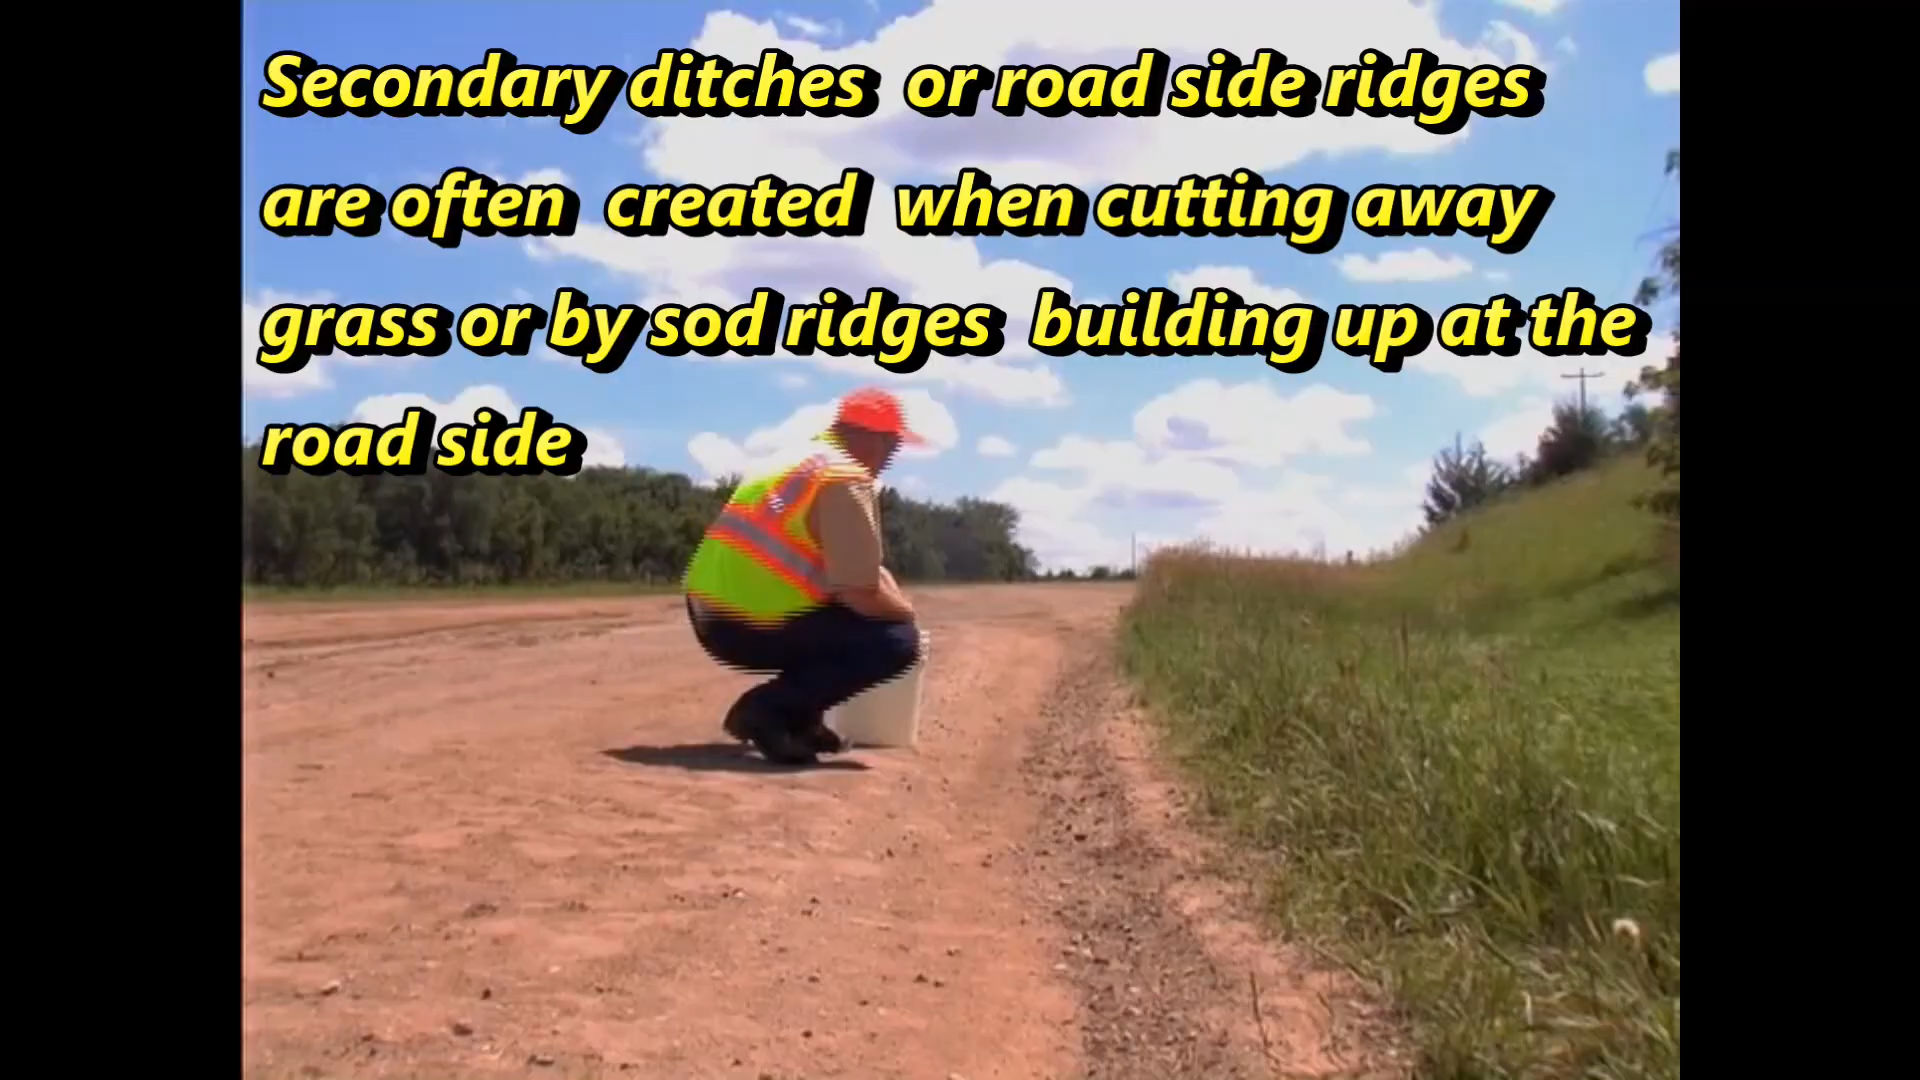 Secondary ditches or road side ridges
are often created when cutting away
grass or by sod ridges building up at the
road side